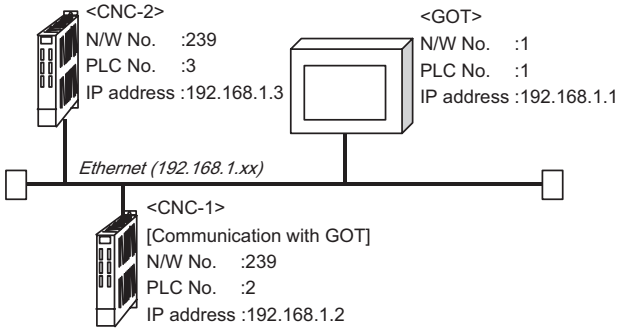 <CNC-2>
N/W No. :239
PLC No. :3
IP address :192.168.1.3
<GOT>
N/W No. :1
PLC No. :1
IP address :192.168.1.1
Ethernet (192.168.1.xx)
<CNC-1>
[Communication with GOT]
N/W No. :239
PLC No. :2
IP address :192.168.1.2